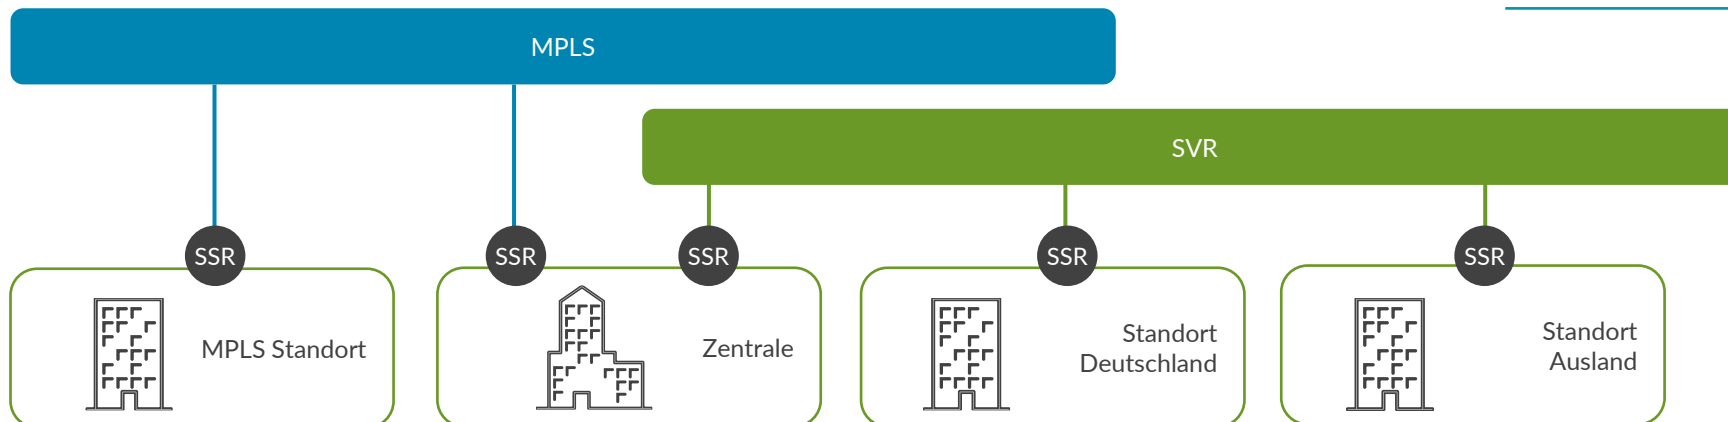 MPLS
SVR
SSR
SSR
SSR
SSR
SSR
MPLS Standort
Zentrale
Standort
Deutschland
Standort
Ausland